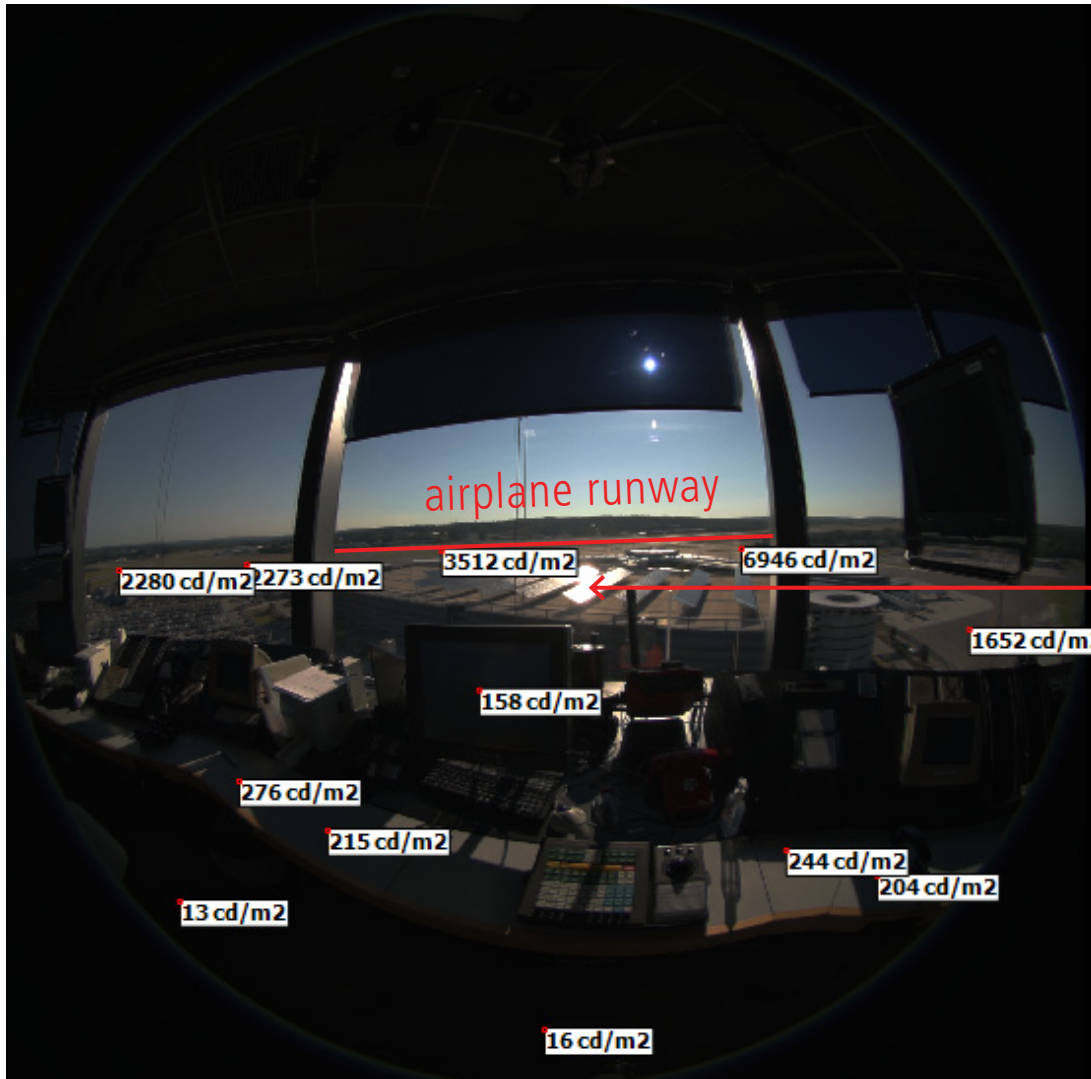 airplane runway
3512 cd/m2
6946 cd/m2
2280 cd/m2
2273 cd/m2
1652 cd/m
158 cd/m2
276 cd/m2
215 cd/m2
244 cd/m2
204 cd/m2
13 cd/m2
16 cd/m2